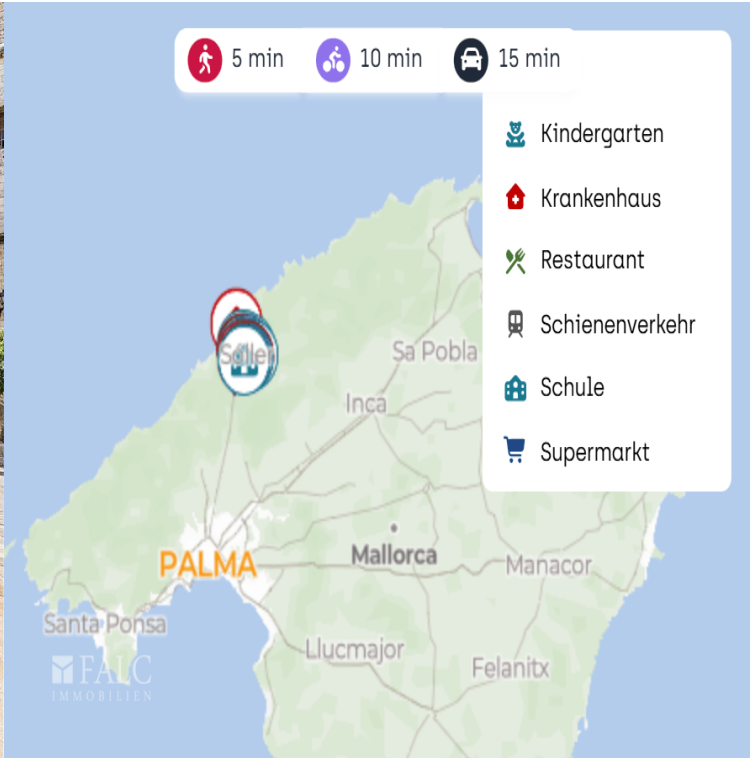 5 min 10 min 15 min
Kindergarten
Krankenhaus
Restaurant
Schienenverkehr
Schule
Supermarkt
Sóller
Sa Pobla
Inca
PALMA
Mallorca
Manacor
Santa Ponsa
Llucmajor
Felanitx
FALC
IMMOBILIEN